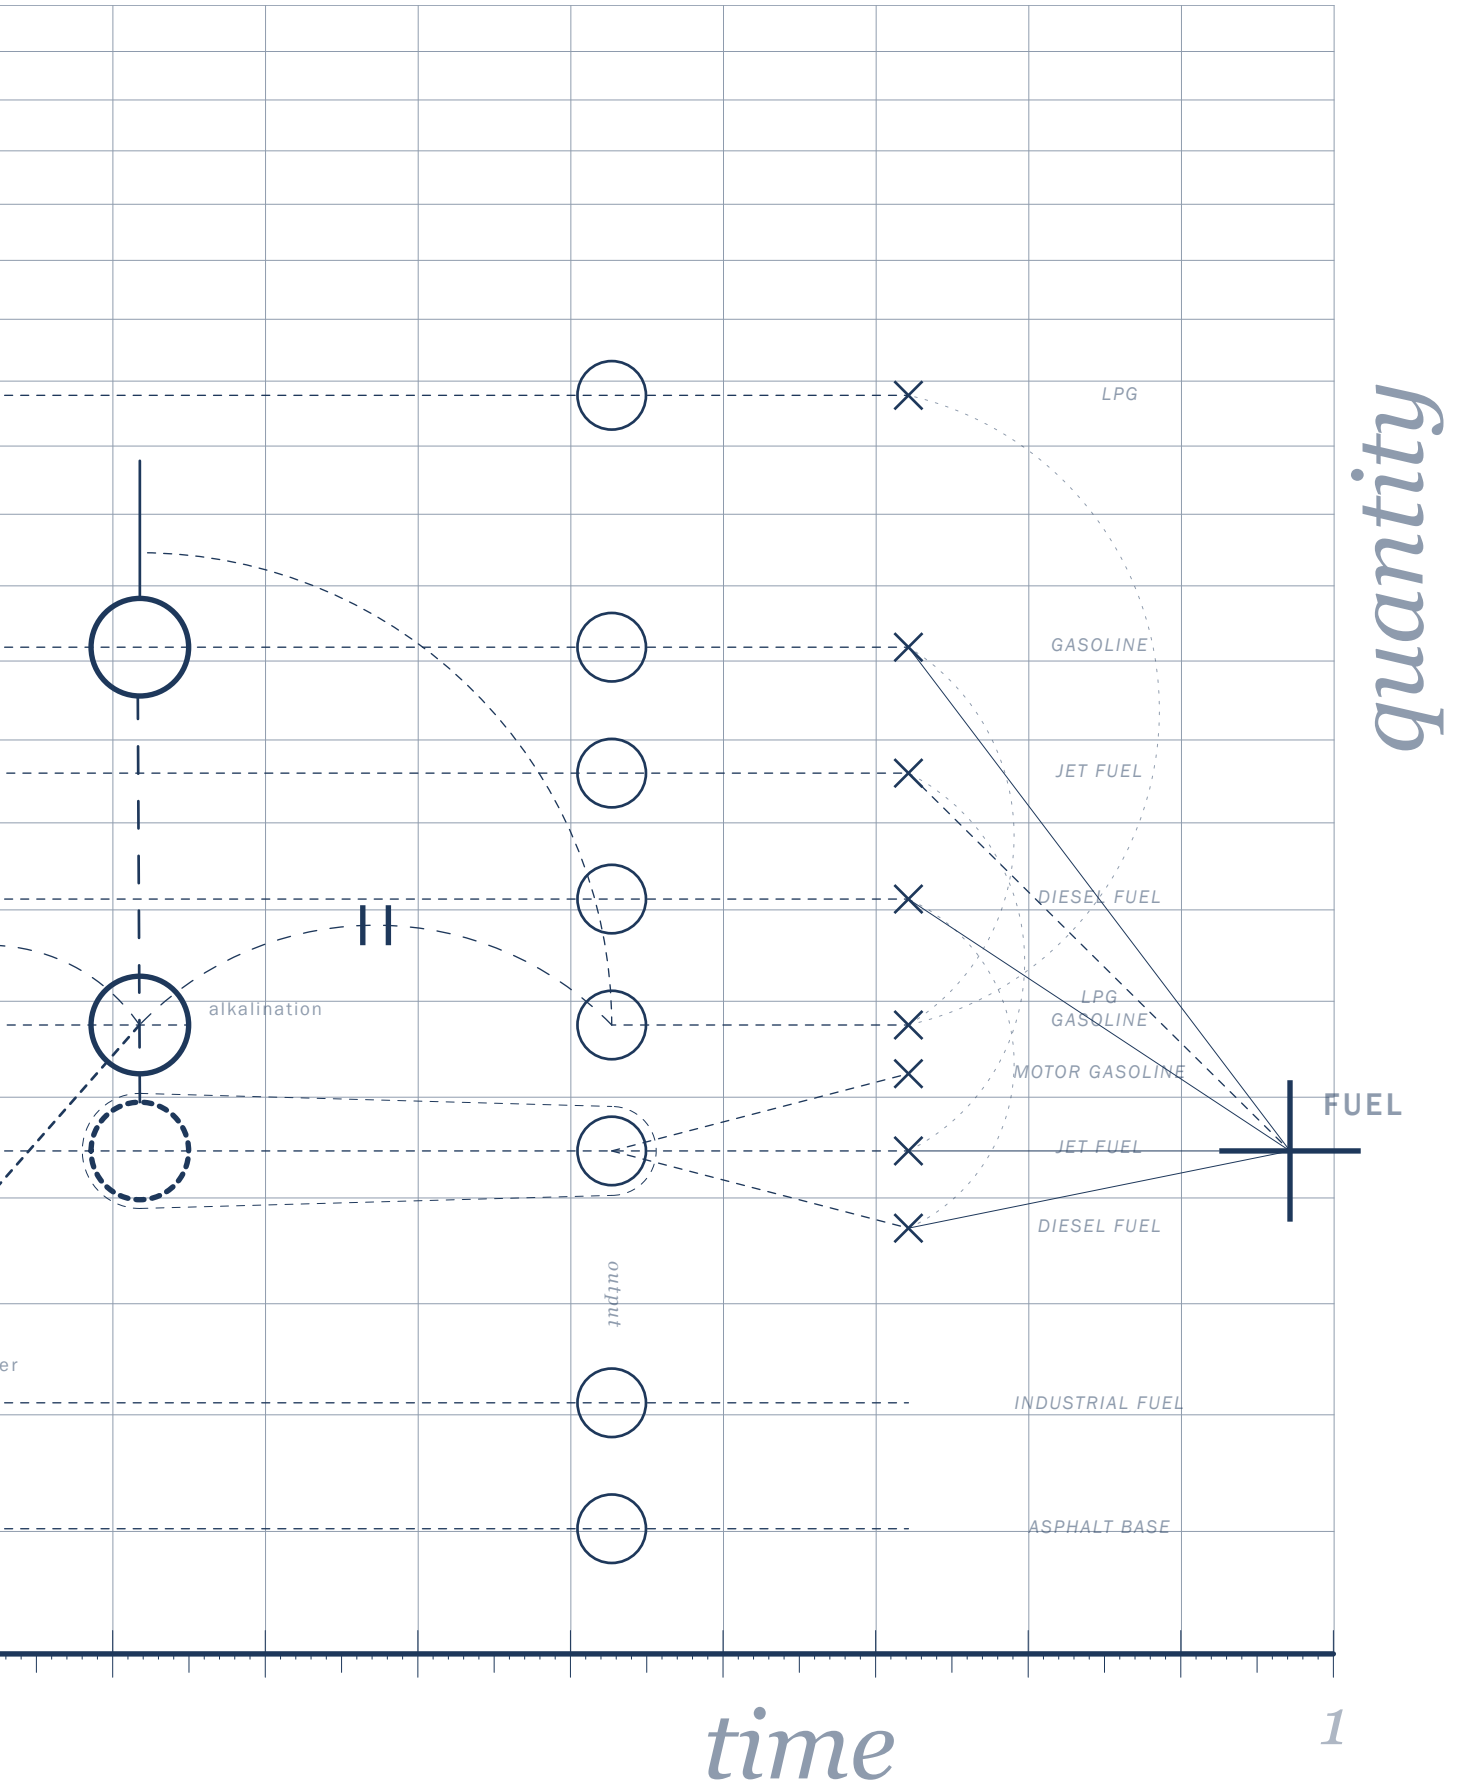 LPG
quantity
GASOLINE
JET FUEL
DIESEL FUEL
LPG
alkalination
GASOLINE
MOTOR GASOLINE
FUEL
JET FUEL
DIESEL FUEL
output
er
INDUSTRIAL FUEL
ASPHALT BASE
time
1